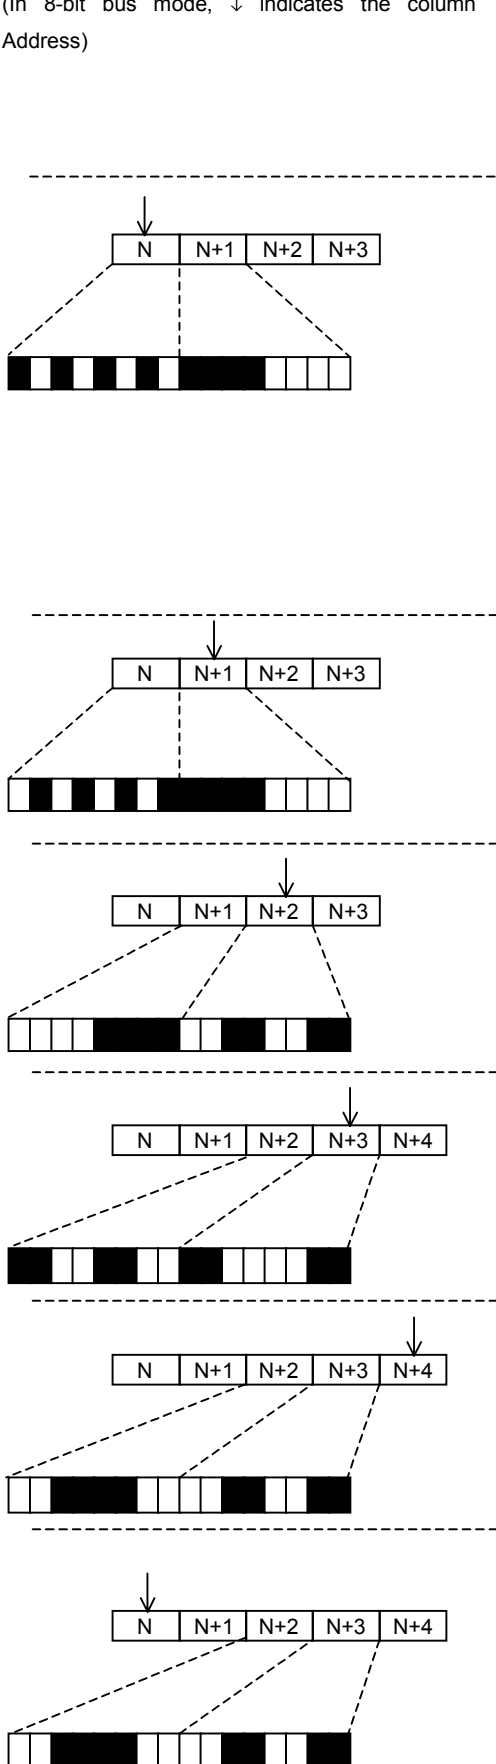 (In 8-bit bus mode, ↓ indicates the column
Address)
N N+1 N+2 N+3
N N+1 N+2 N+3
N N+1 N+2 N+3
N N+1 N+2 N+3 N+4
N N+1 N+2 N+3 N+4
N N+1 N+2 N+3 N+4